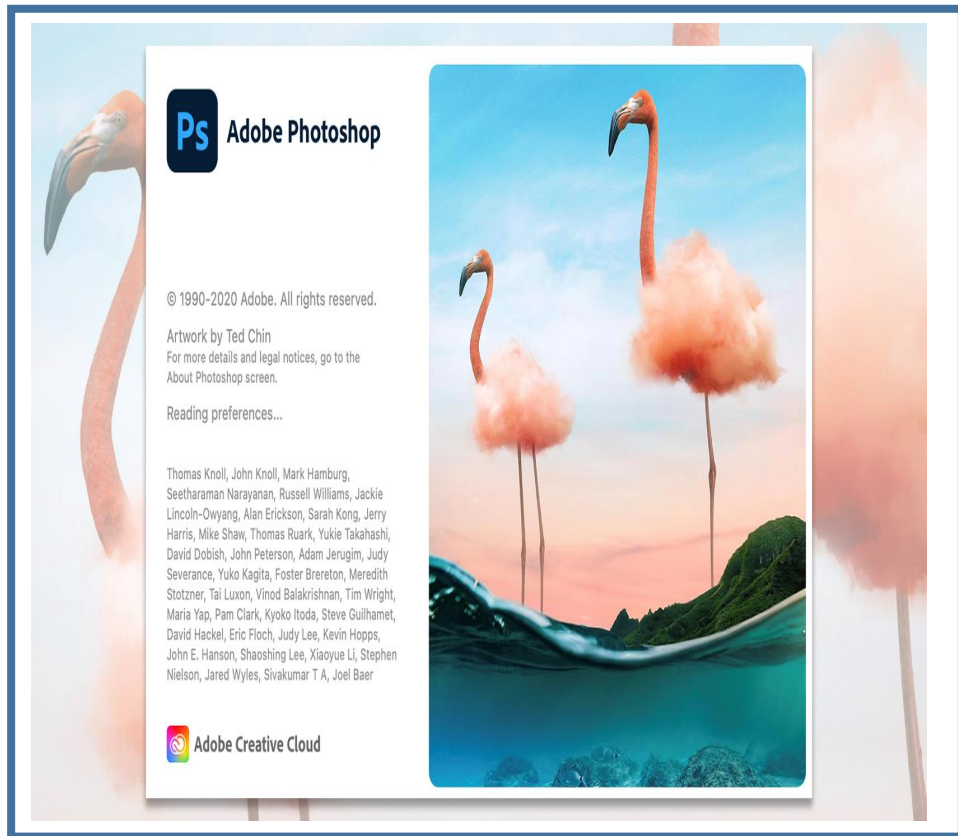 Ps Adobe Photoshop
© 1990-2020 Adobe. All rights reserved.
Artwork by Ted Chin
For more details and legal notices, go to the
About Photoshop screen.
Reading preferences...
Thomas Knoll, John Knoll, Mark Hamburg,
Seetharaman Narayanan, Russell Williams, Jackie
Lincoln-Owyang, Alan Erickson, Sarah Kong, Jerry
Harris, Mike Shaw, Thomas Ruark, Yukie Takahashi,
David Dobish, John Peterson, Adam Jerugim, Judy
Severance, Yuko Kagita, Foster Brereton, Meredith
Stotzner, Tai Luxon, Vinod Balakrishnan, Tim Wright,
Maria Yap, Pam Clark, Kyoko Itoda, Steve Guilhamet,
David Hackel, Eric Floch, Judy Lee, Kevin Hopps,
John E. Hanson, Shaoshing Lee, Xiaoyue Li, Stephen
Nielson, Jared Wyles, Sivakumar T A, Joel Baer
Adobe Creative Cloud